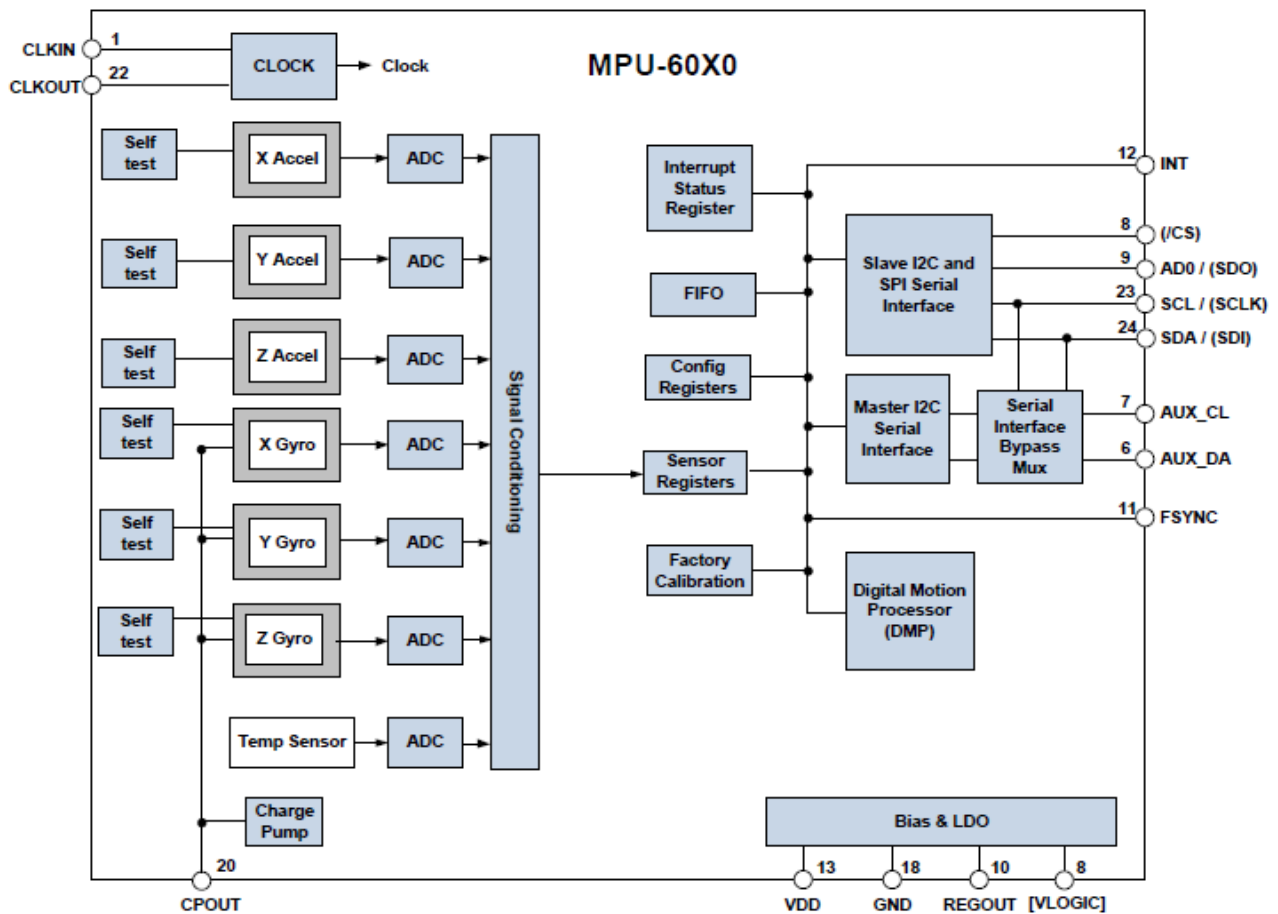 MPU-60X0
CLKIN
1
22
CLKOUT
CLOCK
Clock
Self
test
X Accel
ADC
Self
test
Y Accel
ADC
Self
test
Z Accel
ADC
Self
test
X Gyro
ADC
Self
test
Y Gyro
ADC
Self
test
Z Gyro
ADC
Temp Sensor
ADC
Charge
Pump
20
CPOUT
Signal Conditioning
Interrupt
Status
Register
FIFO
Config
Registers
Sensor
Registers
Factory
Calibration
Slave I2C and
SPI Serial
Interface
Master I2C
Serial
Interface
Serial
Interface
Bypass
Mux
Digital Motion
Processor
(DMP)
12
INT
8
(/CS)
9
AD0 / (SDO)
23
SCL / (SCLK)
24
SDA / (SDI)
7
AUX_CL
6
AUX_DA
11
FSYNC
Bias & LDO
13
18
10
8
VDD
GND
REGOUT
[VLOGIC]